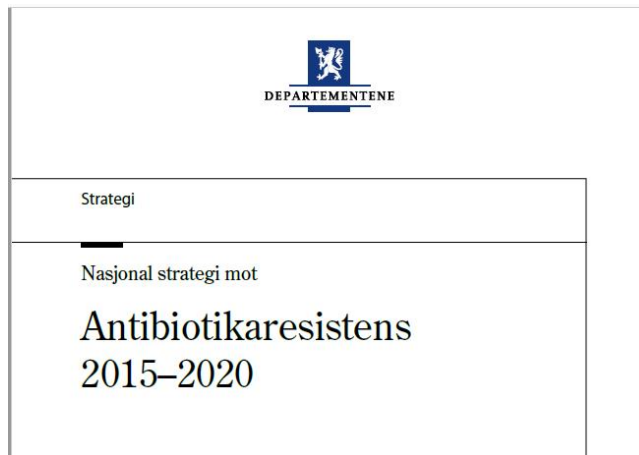 DEPARTEMENTENE
Strategi
Nasjonal strategi mot
Antibiotikaresistens
2015–2020